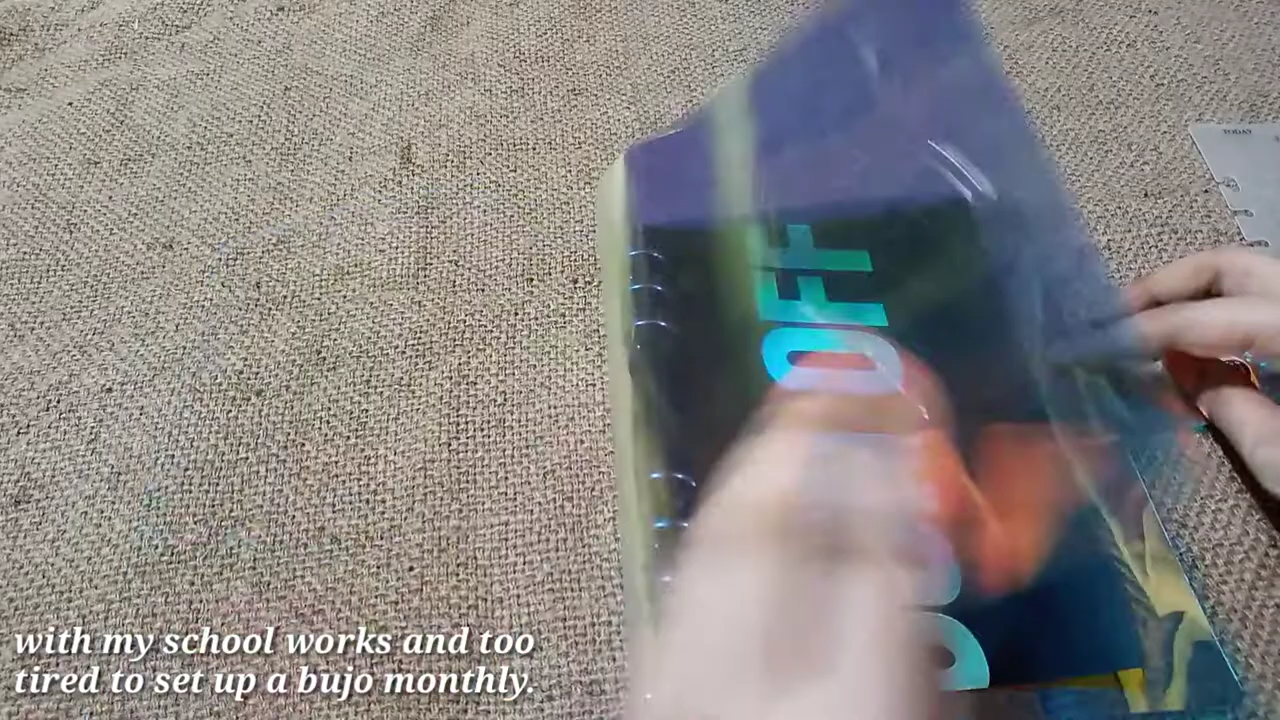 with my school works and too
tired to set up a bujo monthly.
OFF